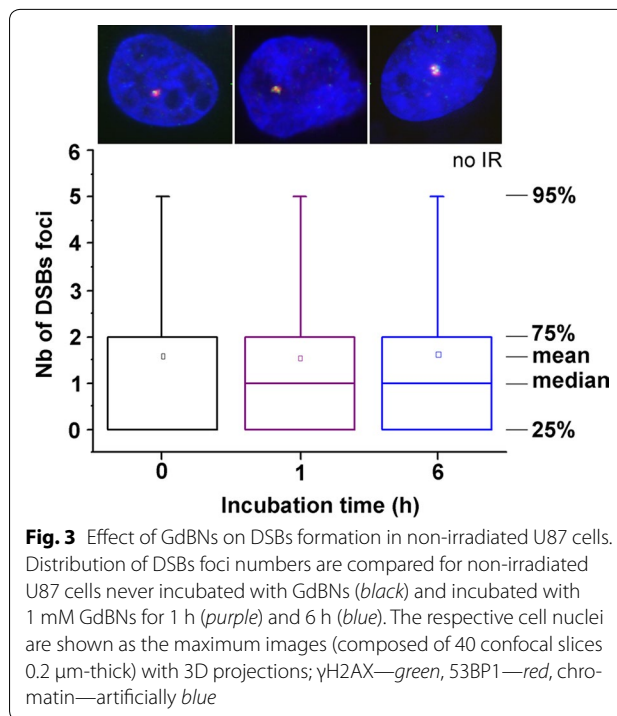 no IR
6
5
4
3
2
1
0
Nb of DSBs foci
95%
75%
mean
median
25%
0 1 6
Incubation time (h)
Fig. 3 Effect of GdBNs on DSBs formation in non-irradiated U87 cells.
Distribution of DSBs foci numbers are compared for non-irradiated
U87 cells never incubated with GdBNs (black) and incubated with
1 mM GdBNs for 1 h (purple) and 6 h (blue). The respective cell nuclei
are shown as the maximum images (composed of 40 confocal slices
0.2 µm-thick) with 3D projections; γH2AX—green, 53BP1—red, chro-
matin—artificially blue